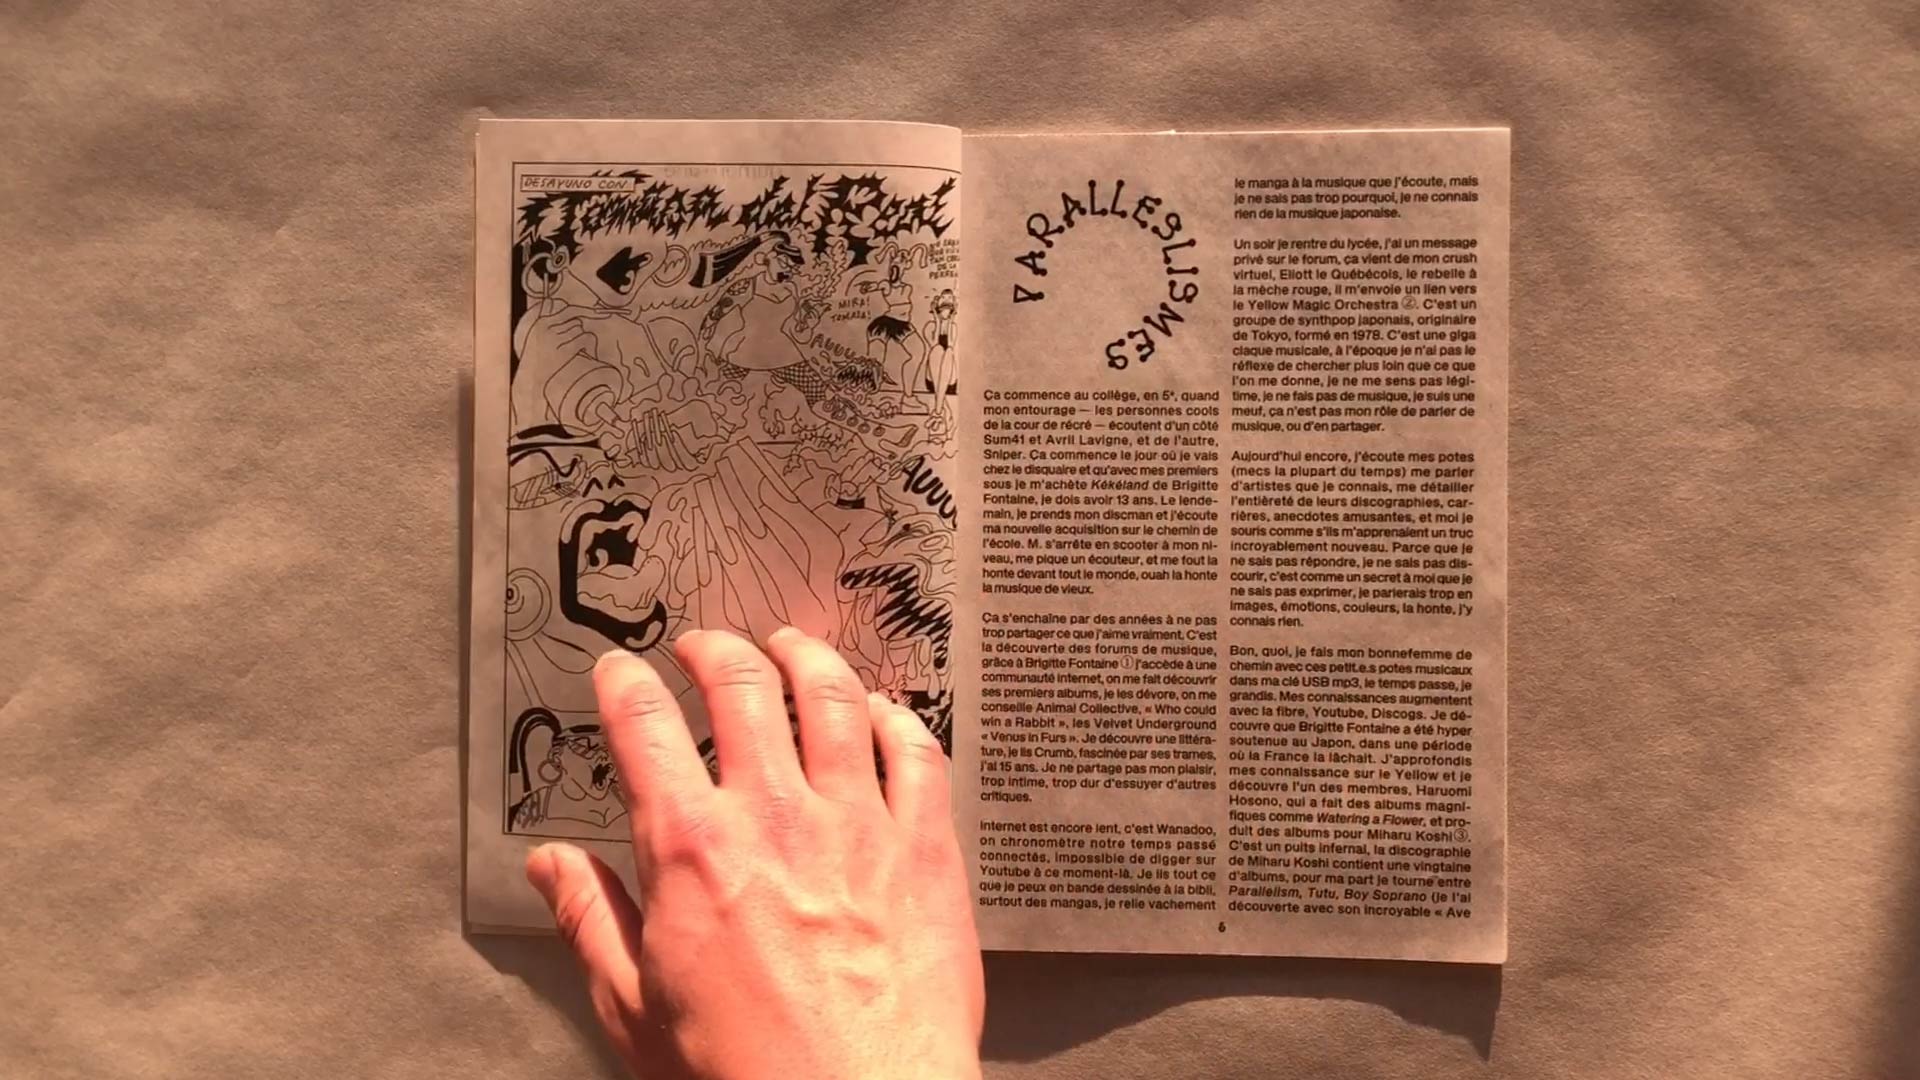 DESAYUNO CON
Tomasa del Real
MIRA!
TOMASA!
AUUUU
AUUUU
PARALLESLISMES
Ça commence au collège, en 5ᵉ, quand
mon entourage — les personnes cools
de la cour de récré — écoutent d'un côté
Sum41 et Avril Lavigne, et de l'autre,
Sniper. Ça commence le jour où je vais
chez le disquaire et qu'avec mes premiers
sous je m'achète Kékéland de Brigitte
Fontaine, je dois avoir 13 ans. Le lende-
main, je prends mon discman et j'écoute
ma nouvelle acquisition sur le chemin de
l'école. M. s'arrête en scooter à mon ni-
veau, me pique un écouteur, et me fout la
honte devant tout le monde, ouah la honte
la musique de vieux.
Ça s'enchaîne par des années à ne pas
trop partager ce que j'aime vraiment. C'est
la découverte des forums de musique,
grâce à Brigitte Fontaine ① j'accède à une
communauté internet, on me fait découvrir
ses premiers albums, je les dévore, on me
conseille Animal Collective, « Who could
win a Rabbit », les Velvet Underground
« Venus in Furs ». Je découvre une littéra-
ture, je lis Crumb, fascinée par ses trames,
j'ai 15 ans. Je ne partage pas mon plaisir,
trop intime, trop dur d'essuyer d'autres
critiques.
Internet est encore lent, c'est Wanadoo,
on chronomètre notre temps passé
connectés, impossible de digger sur
Youtube à ce moment-là. Je lis tout ce
que je peux en bande dessinée à la bibli,
surtout des mangas, je relie vachement
le manga à la musique que j'écoute, mais
je ne sais pas trop pourquoi, je ne connais
rien de la musique japonaise.
Un soir je rentre du lycée, j'ai un message
privé sur le forum, ça vient de mon crush
virtuel, Eliott le Québécois, le rebelle à
la mèche rouge, il m'envoie un lien vers
le Yellow Magic Orchestra ②. C'est un
groupe de synthpop japonais, originaire
de Tokyo, formé en 1978. C'est une giga
claque musicale, à l'époque je n'ai pas le
réflexe de chercher plus loin que ce que
l'on me donne, je ne me sens pas légi-
time, je ne fais pas de musique, je suis une
meuf, ça n'est pas mon rôle de parler de
musique, ou d'en partager.
Aujourd'hui encore, j'écoute mes potes
(mecs la plupart du temps) me parler
d'artistes que je connais, me détailler
l'entièreté de leurs discographies, car-
rières, anecdotes amusantes, et moi je
souris comme s'ils m'apprenaient un truc
incroyablement nouveau. Parce que je
ne sais pas répondre, je ne sais pas dis-
courir, c'est comme un secret à moi que je
ne sais pas exprimer, je parlerais trop en
images, émotions, couleurs, la honte, j'y
connais rien.
Bon, quoi, je fais mon bonnefemme de
chemin avec ces petit.e.s potes musicaux
dans ma clé USB mp3, le temps passe, je
grandis. Mes connaissances augmentent
avec la fibre, Youtube, Discogs. Je dé-
couvre que Brigitte Fontaine a été hyper
soutenue au Japon, dans une période
où la France la lâchait. J'approfondis
mes connaissance sur le Yellow et je
découvre l'un des membres, Haruomi
Hosono, qui a fait des albums magni-
fiques comme Watering a Flower, et pro-
duit des albums pour Miharu Koshi ③.
C'est un puits infernal, la discographie
de Miharu Koshi contient une vingtaine
d'albums, pour ma part je tourne entre
Parallelism, Tutu, Boy Soprano (je l'ai
découverte avec son incroyable « Ave
6